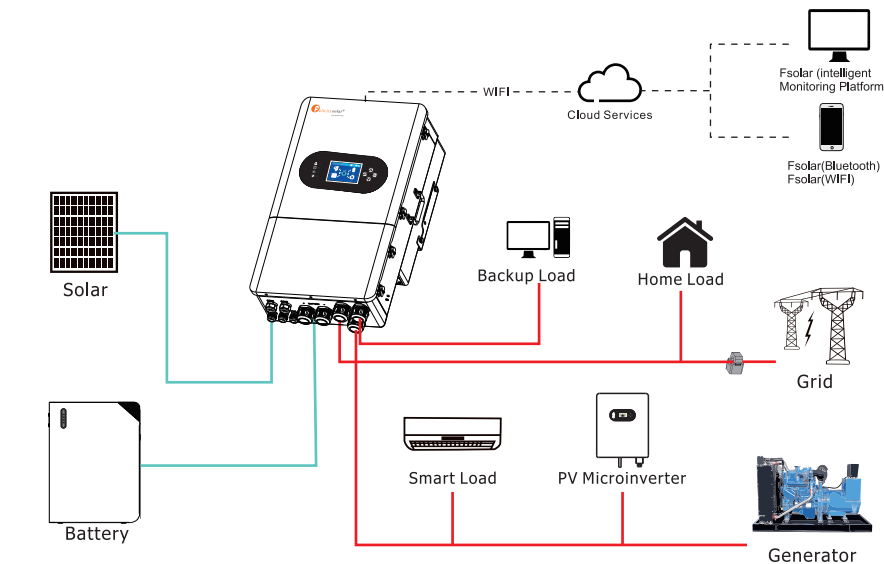 WIFI
Cloud Services
Fsolar (intelligent
Monitoring Platform
Fsolar(Bluetooth)
Fsolar(WIFI)
Solar
Backup Load
Home Load
Grid
Battery
Smart Load
PV Microinverter
Generator